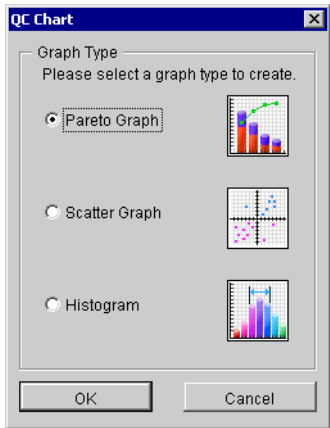 QC Chart
Graph Type
Please select a graph type to create.
Pareto Graph
Scatter Graph
Histogram
OK
Cancel